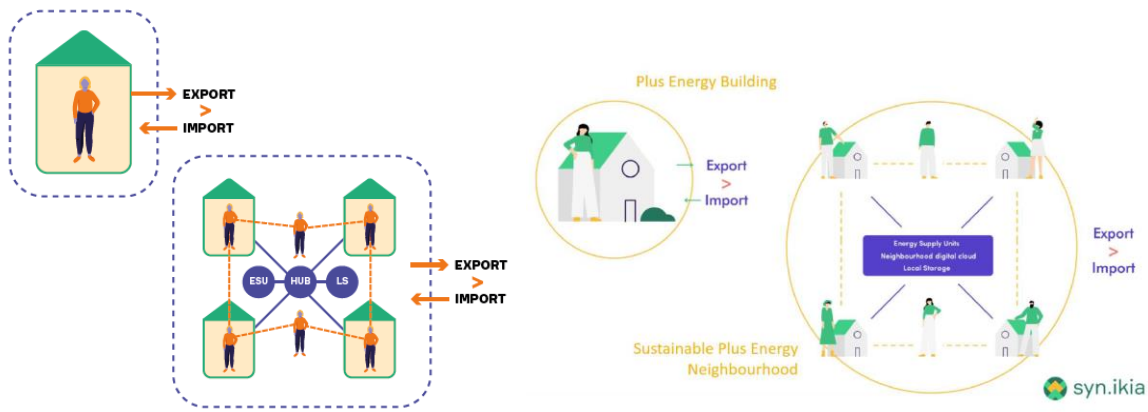 EXPORT
>
IMPORT
ESU
HUB
LS
EXPORT
>
IMPORT
Plus Energy Building
Export
>
Import
Energy Supply Units
Neighbourhood digital cloud
Local Storage
Export
>
Import
Sustainable Plus Energy
Neighbourhood
syn.ikia